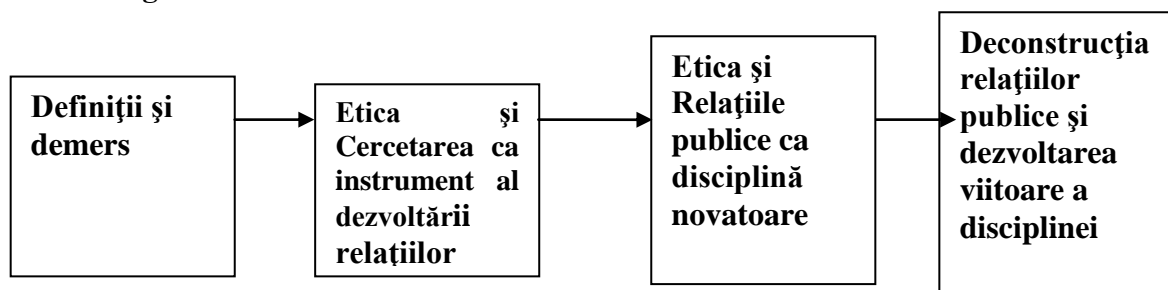 Definiţii şi
demers
Etica şi
Cercetarea ca
instrument al
dezvoltării
relaţiilor
Etica şi
Relaţiile
publice ca
disciplină
novatoare
Deconstrucţia
relaţiilor
publice şi
dezvoltarea
viitoare a
disciplinei